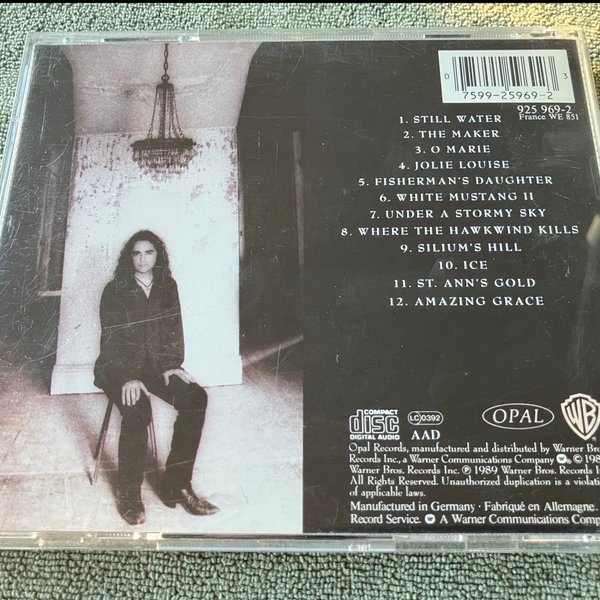 0 3
7599-25969-2
925 969-2
France WE 851
1. STILL WATER
2. THE MAKER
3. O MARIE
4. JOLIE LOUISE
5. FISHERMAN'S DAUGHTER
6. WHITE MUSTANG II
7. UNDER A STORMY SKY
8. WHERE THE HAWKWIND KILLS
9. SILIUM'S HILL
10. ICE
11. ST. ANN'S GOLD
12. AMAZING GRACE
COMPACT
disc
DIGITAL AUDIO
LC 0392
AAD
OPAL
WB
Opal Records, manufactured and distributed by Warner Bro
Records Inc., a Warner Communications Company © 198
Warner Bros. Records Inc. ℗ 1989 Warner Bros. Records I
All Rights Reserved. Unauthorized duplication is a violatio
of applicable laws.
Manufactured in Germany · Fabriqué en Allemagne.
Record Service. A Warner Communications Comp